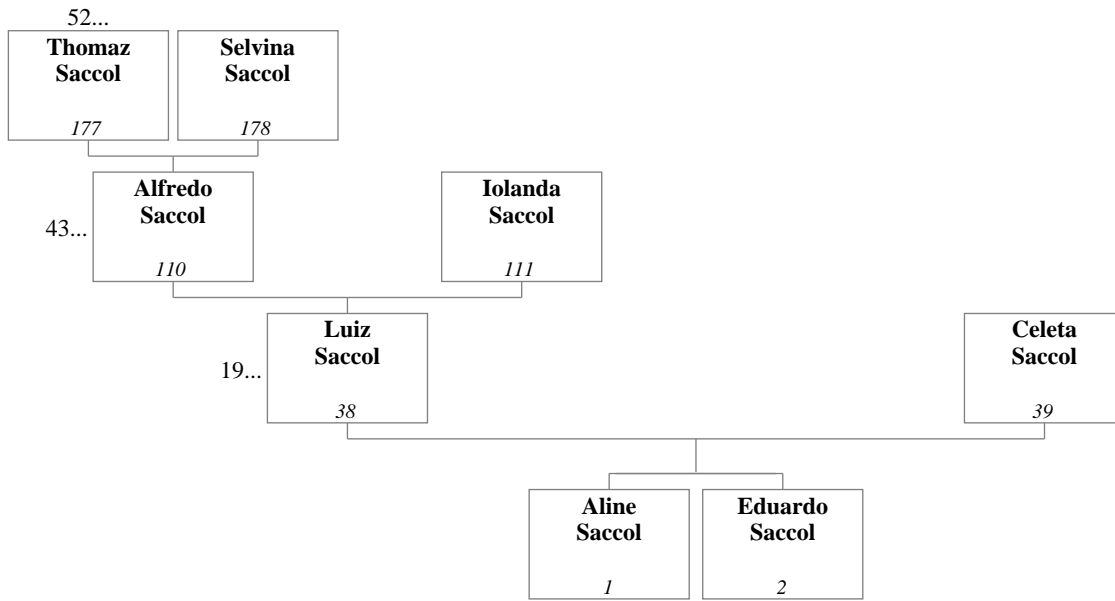 52...
Thomaz
Saccol
177
Selvina
Saccol
178
43...
Alfredo
Saccol
110
Iolanda
Saccol
111
19...
Luiz
Saccol
38
Celeta
Saccol
39
Aline
Saccol
1
Eduardo
Saccol
2